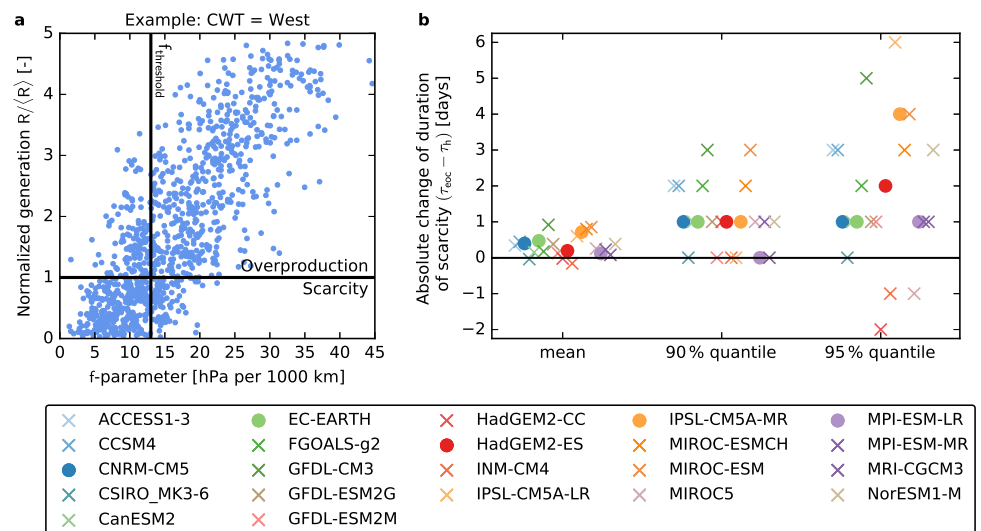 a
Example: CWT = West
Normalized generation R/⟨R⟩ [-]
5
4
3
2
1
0
f_threshold
Overproduction
Scarcity
0 5 10 15 20 25 30 35 40 45
f-parameter [hPa per 1000 km]
b
Absolute change of duration
of scarcity (τ_eoc − τ_h) [days]
6
5
4
3
2
1
0
−1
−2
mean 90 % quantile 95 % quantile
ACCESS1-3
CCSM4
CNRM-CM5
CSIRO_MK3-6
CanESM2
EC-EARTH
FGOALS-g2
GFDL-CM3
GFDL-ESM2G
GFDL-ESM2M
HadGEM2-CC
HadGEM2-ES
INM-CM4
IPSL-CM5A-LR
IPSL-CM5A-MR
MIROC-ESMCH
MIROC-ESM
MIROC5
MPI-ESM-LR
MPI-ESM-MR
MRI-CGCM3
NorESM1-M